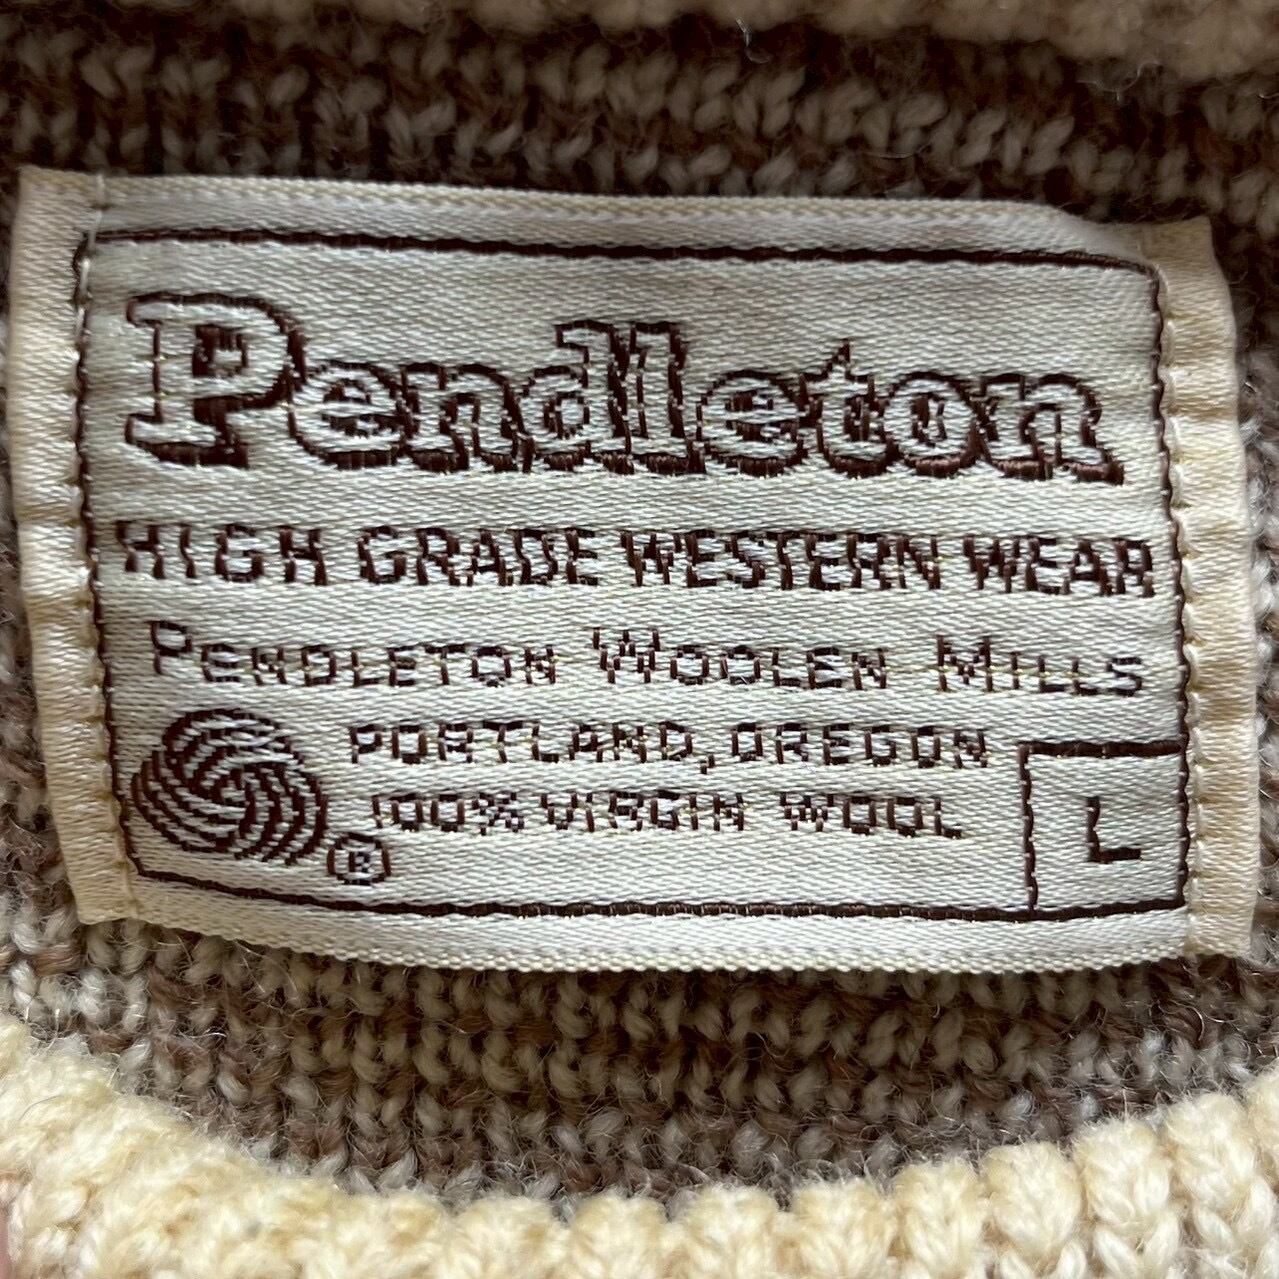 Pendleton
HIGH GRADE WESTERN WEAR
PENDLETON WOOLEN MILLS
PORTLAND, OREGON
100% VIRGIN WOOL
®
L